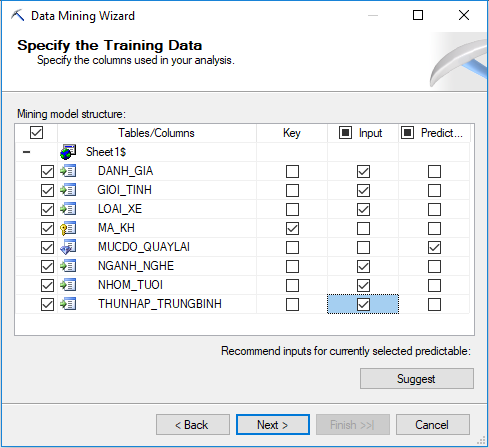 Data Mining Wizard
Specify the Training Data
Specify the columns used in your analysis.
Mining model structure:
Tables/Columns Key Input Predict...
Sheet1$
DANH_GIA
GIOI_TINH
LOAI_XE
MA_KH
MUCDO_QUAYLAI
NGANH_NGHE
NHOM_TUOI
THUNHAP_TRUNGBINH
Recommend inputs for currently selected predictable:
Suggest
< Back Next > Finish >>| Cancel